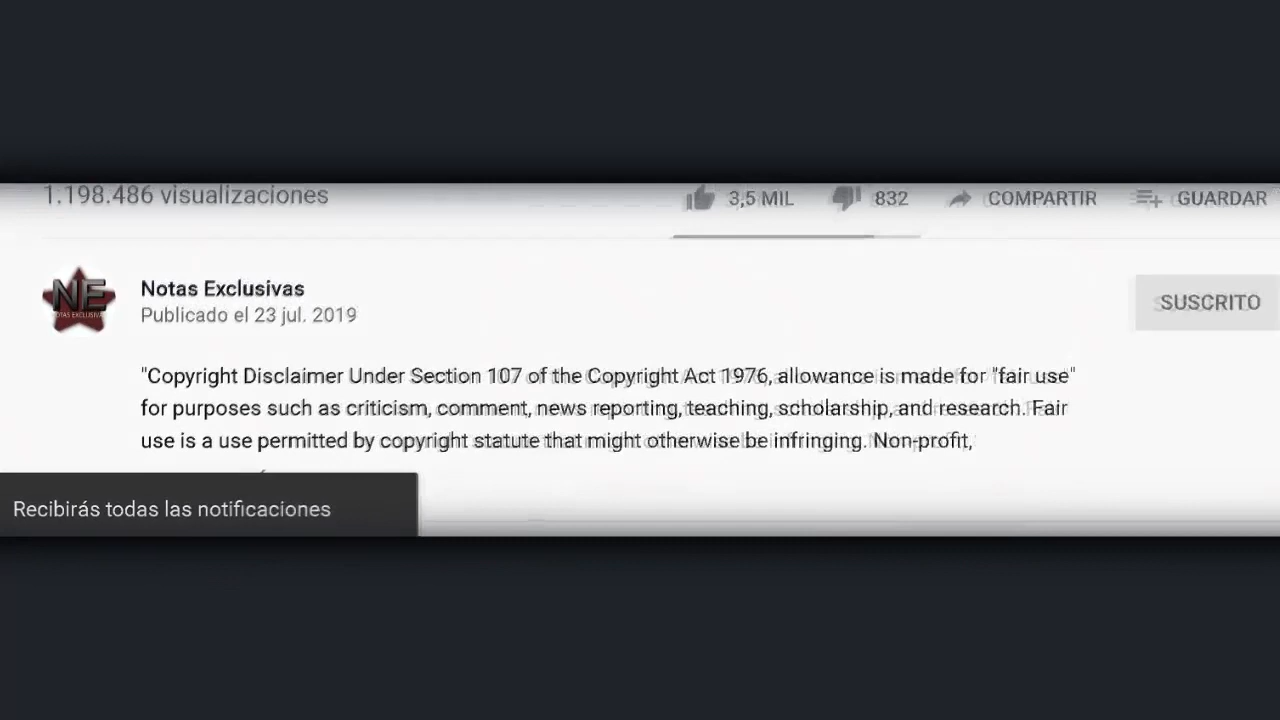 1.198.486 visualizaciones
3,5 MIL 832 COMPARTIR GUARDAR
NE
NOTAS EXCLUSIVAS
Notas Exclusivas
Publicado el 23 jul. 2019
SUSCRITO
"Copyright Disclaimer Under Section 107 of the Copyright Act 1976, allowance is made for "fair use"
for purposes such as criticism, comment, news reporting, teaching, scholarship, and research. Fair
use is a use permitted by copyright statute that might otherwise be infringing. Non-profit,
Recibirás todas las notificaciones